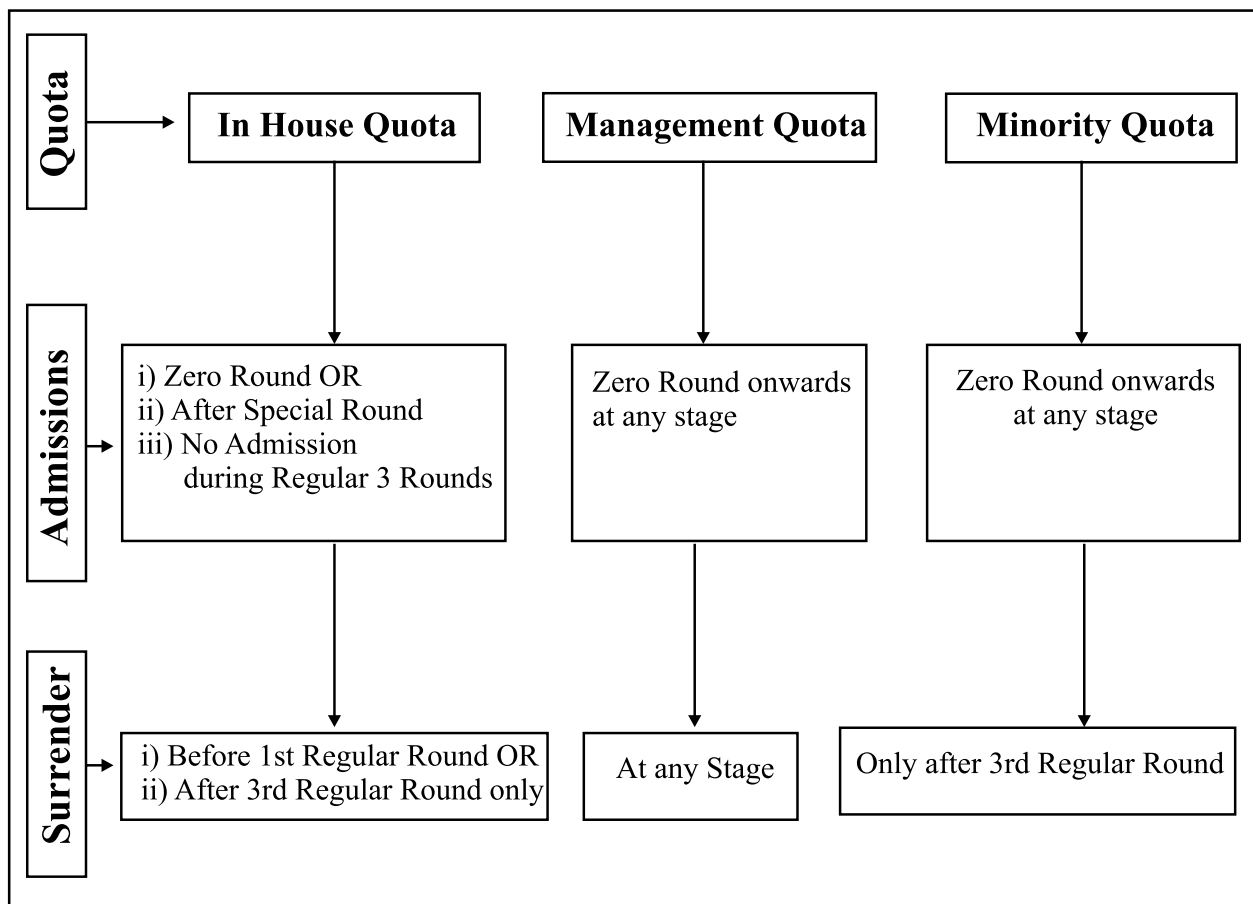 Quota
In House Quota
Management Quota
Minority Quota
Admissions
i) Zero Round OR
ii) After Special Round
iii) No Admission
during Regular 3 Rounds
Zero Round onwards
at any stage
Zero Round onwards
at any stage
Surrender
i) Before 1st Regular Round OR
ii) After 3rd Regular Round only
At any Stage
Only after 3rd Regular Round